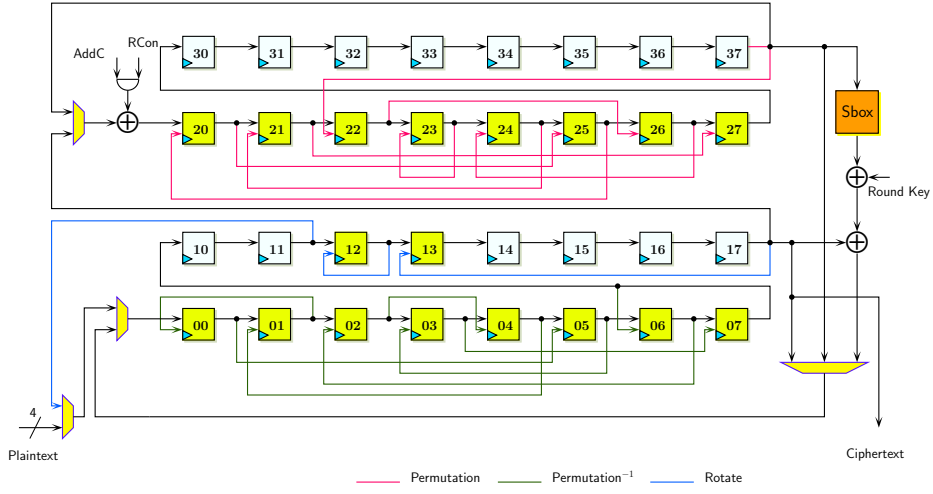 RCon
AddC
30 31 32 33 34 35 36 37
20 21 22 23 24 25 26 27
Sbox
Round Key
10 11 12 13 14 15 16 17
00 01 02 03 04 05 06 07
4
Plaintext
Ciphertext
Permutation Permutation⁻¹ Rotate